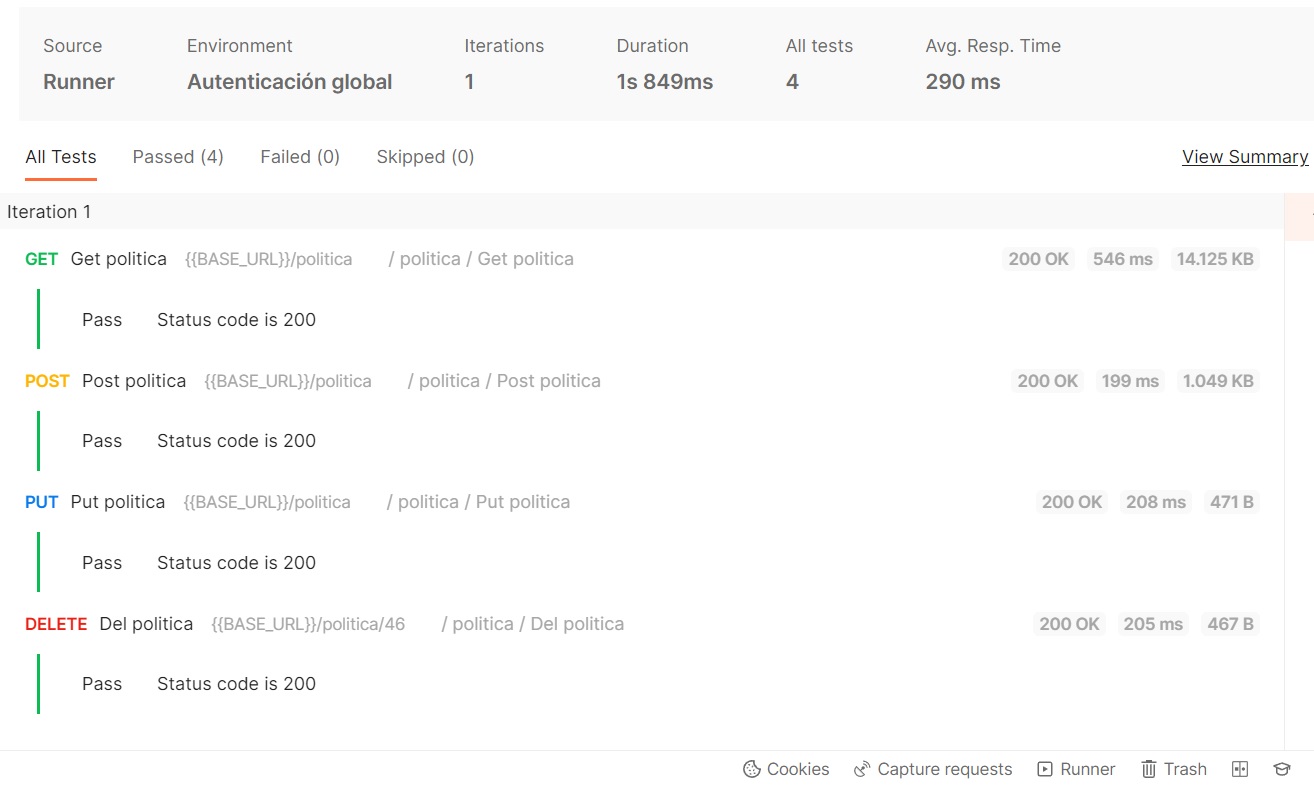 Source Environment Iterations Duration All tests Avg. Resp. Time
Runner Autenticación global 1 1s 849ms 4 290 ms
All Tests Passed (4) Failed (0) Skipped (0) View Summary
Iteration 1
GET Get politica {{BASE_URL}}/politica / politica / Get politica 200 OK 546 ms 14.125 KB
Pass Status code is 200
POST Post politica {{BASE_URL}}/politica / politica / Post politica 200 OK 199 ms 1.049 KB
Pass Status code is 200
PUT Put politica {{BASE_URL}}/politica / politica / Put politica 200 OK 208 ms 471 B
Pass Status code is 200
DELETE Del politica {{BASE_URL}}/politica/46 / politica / Del politica 200 OK 205 ms 467 B
Pass Status code is 200
Cookies Capture requests Runner Trash